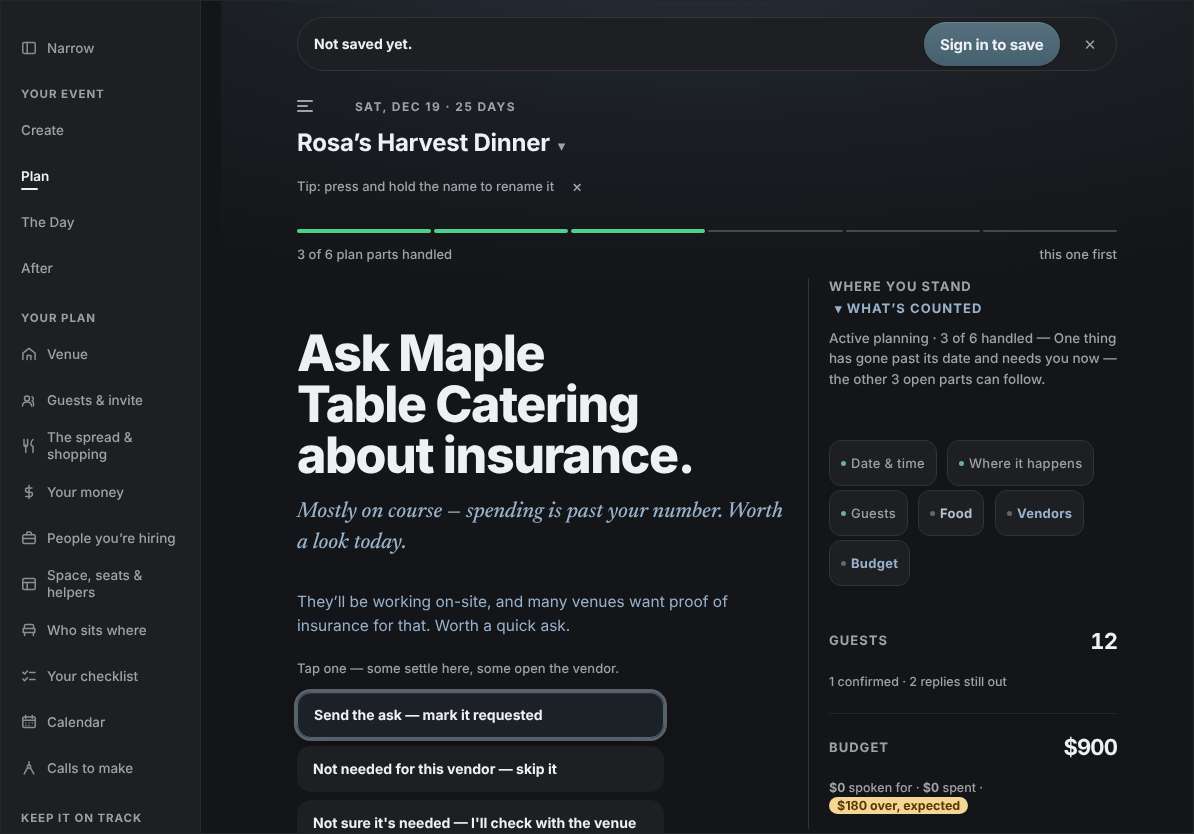 Narrow
YOUR EVENT
Create
Plan
The Day
After
YOUR PLAN
Venue
Guests & invite
The spread &
shopping
Your money
People you’re hiring
Space, seats &
helpers
Who sits where
Your checklist
Calendar
Calls to make
KEEP IT ON TRACK
Not saved yet.
Sign in to save
SAT, DEC 19 · 25 DAYS
Rosa’s Harvest Dinner
Tip: press and hold the name to rename it
3 of 6 plan parts handled
this one first
Ask Maple
Table Catering
about insurance.
Mostly on course — spending is past your number. Worth
a look today.
They’ll be working on-site, and many venues want proof of
insurance for that. Worth a quick ask.
Tap one — some settle here, some open the vendor.
Send the ask — mark it requested
Not needed for this vendor — skip it
Not sure it's needed — I'll check with the venue
WHERE YOU STAND
WHAT’S COUNTED
Active planning · 3 of 6 handled — One thing
has gone past its date and needs you now —
the other 3 open parts can follow.
Date & time
Where it happens
Guests
Food
Vendors
Budget
GUESTS
12
1 confirmed · 2 replies still out
BUDGET
$900
$0 spoken for · $0 spent ·
$180 over, expected